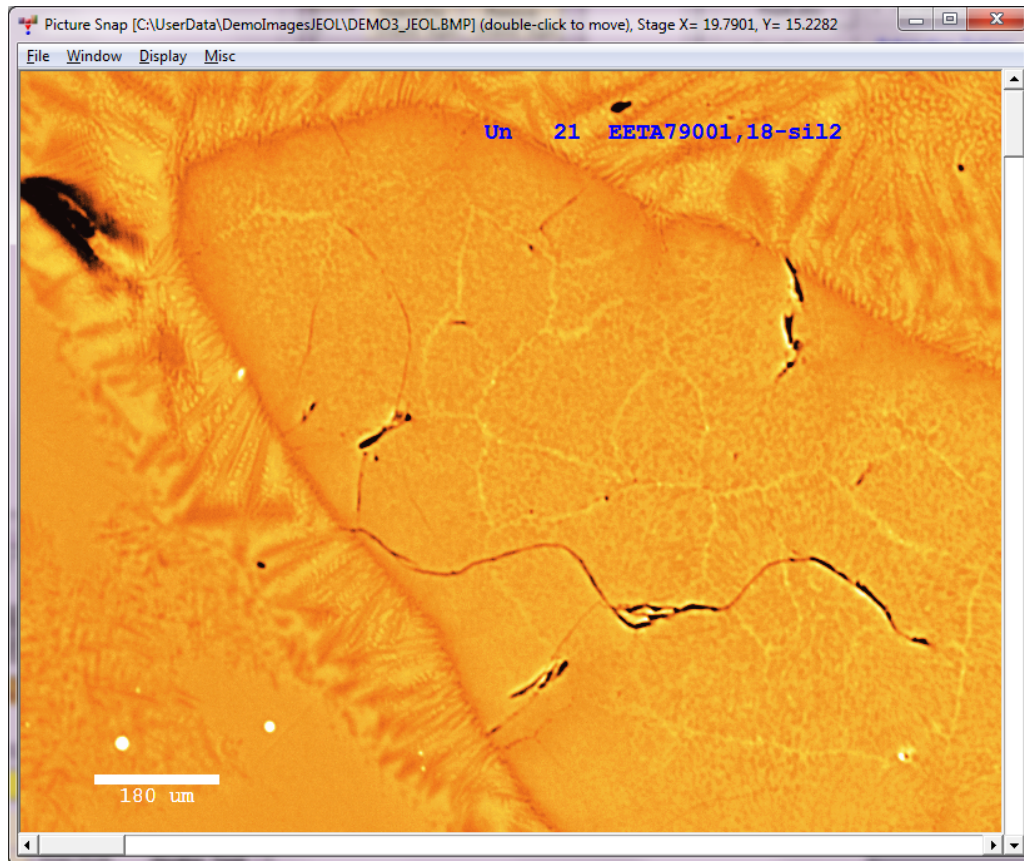 Picture Snap [C:\UserData\DemoImagesJEOL\DEMO3_JEOL.BMP] (double-click to move), Stage X= 19.7901, Y= 15.2282
File Window Display Misc
Un 21 EETA79001,18-sil2
180 um